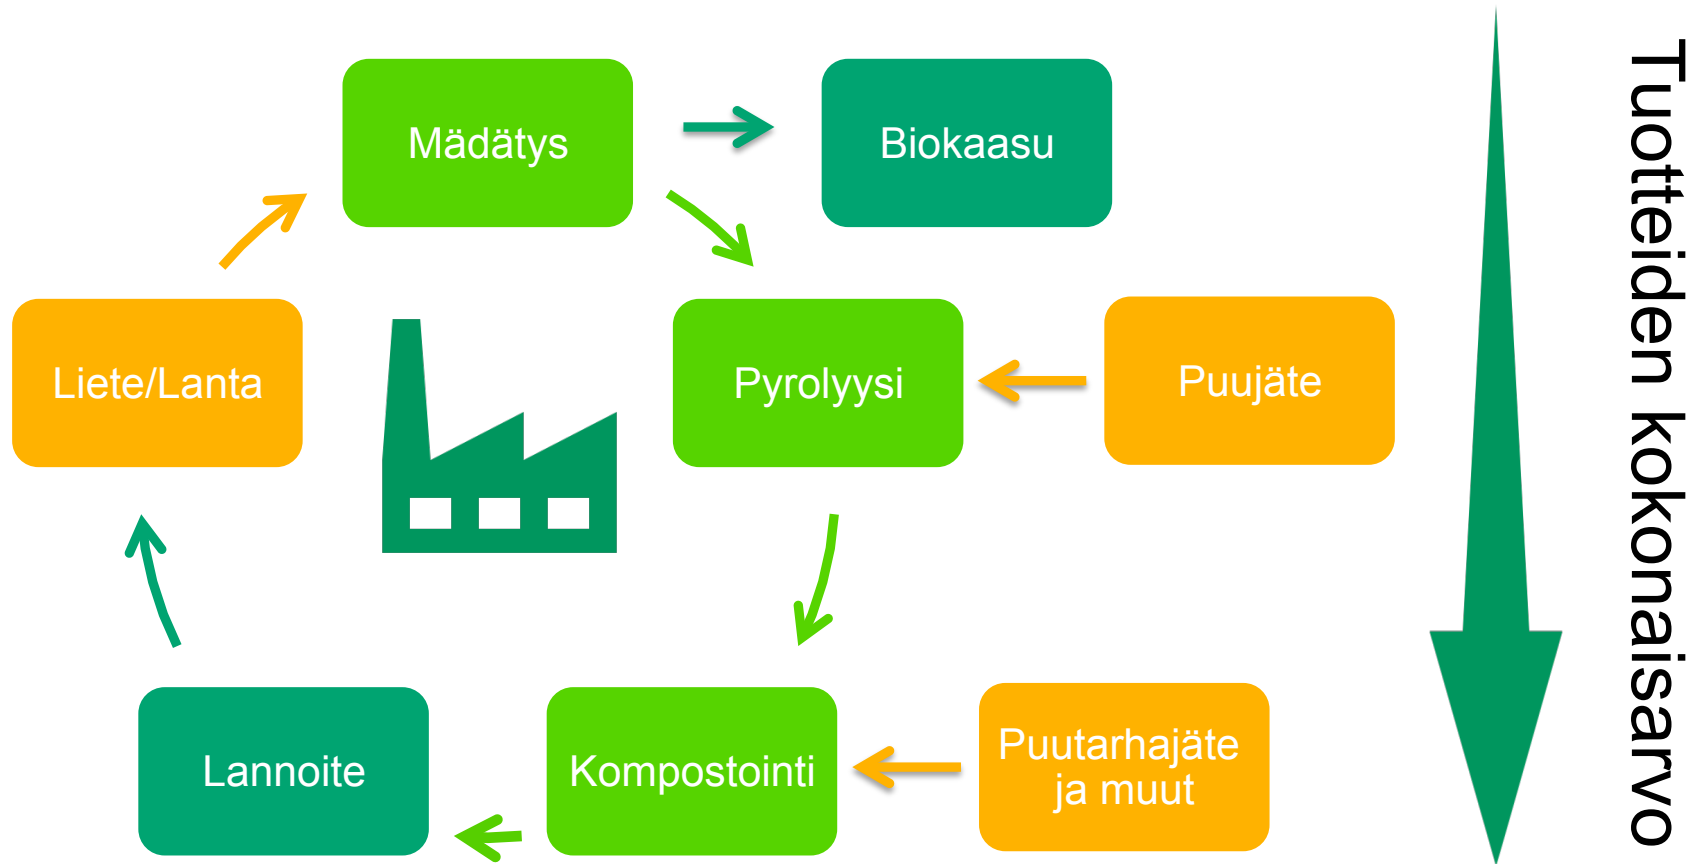 Mädätys
Biokaasu
Liete/Lanta
Pyrolyysi
Puujäte
Lannoite
Kompostointi
Puutarhajäte
ja muut
Tuotteiden kokonaisarvo